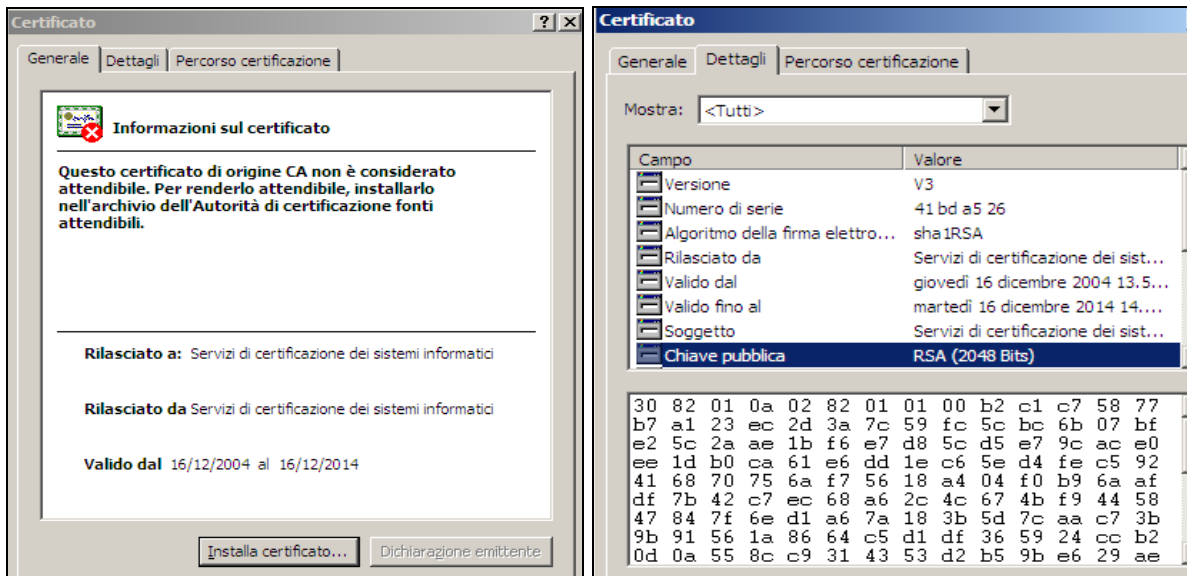 Certificato
Generale Dettagli Percorso certificazione
Informazioni sul certificato
Questo certificato di origine CA non è considerato
attendibile. Per renderlo attendibile, installarlo
nell'archivio dell'Autorità di certificazione fonti
attendibili.
Rilasciato a: Servizi di certificazione dei sistemi informatici
Rilasciato da Servizi di certificazione dei sistemi informatici
Valido dal 16/12/2004 al 16/12/2014
Installa certificato... Dichiarazione emittente
Certificato
Generale Dettagli Percorso certificazione
Mostra: <Tutti>
Campo Valore
Versione V3
Numero di serie 41 bd a5 26
Algoritmo della firma elettro... sha1RSA
Rilasciato da Servizi di certificazione dei sist...
Valido dal giovedì 16 dicembre 2004 13.5...
Valido fino al martedì 16 dicembre 2014 14....
Soggetto Servizi di certificazione dei sist...
Chiave pubblica RSA (2048 Bits)
30 82 01 0a 02 82 01 01 00 b2 c1 c7 58 77
b7 a1 23 ec 2d 3a 7c 59 fc 5c bc 6b 07 bf
e2 5c 2a ae 1b f6 e7 d8 5c d5 e7 9c ac e0
ee 1d b0 ca 61 e6 dd 1e c6 5e d4 fe c5 92
41 68 70 75 6a f7 56 18 a4 04 f0 b9 6a af
df 7b 42 c7 ec 68 a6 2c 4c 67 4b f9 44 58
47 84 7f 6e d1 a6 7a 18 3b 5d 7c aa c7 3b
9b 91 56 1a 86 64 c5 d1 df 36 59 24 cc b2
0d 0a 55 8c c9 31 43 53 d2 b5 9b e6 29 ae